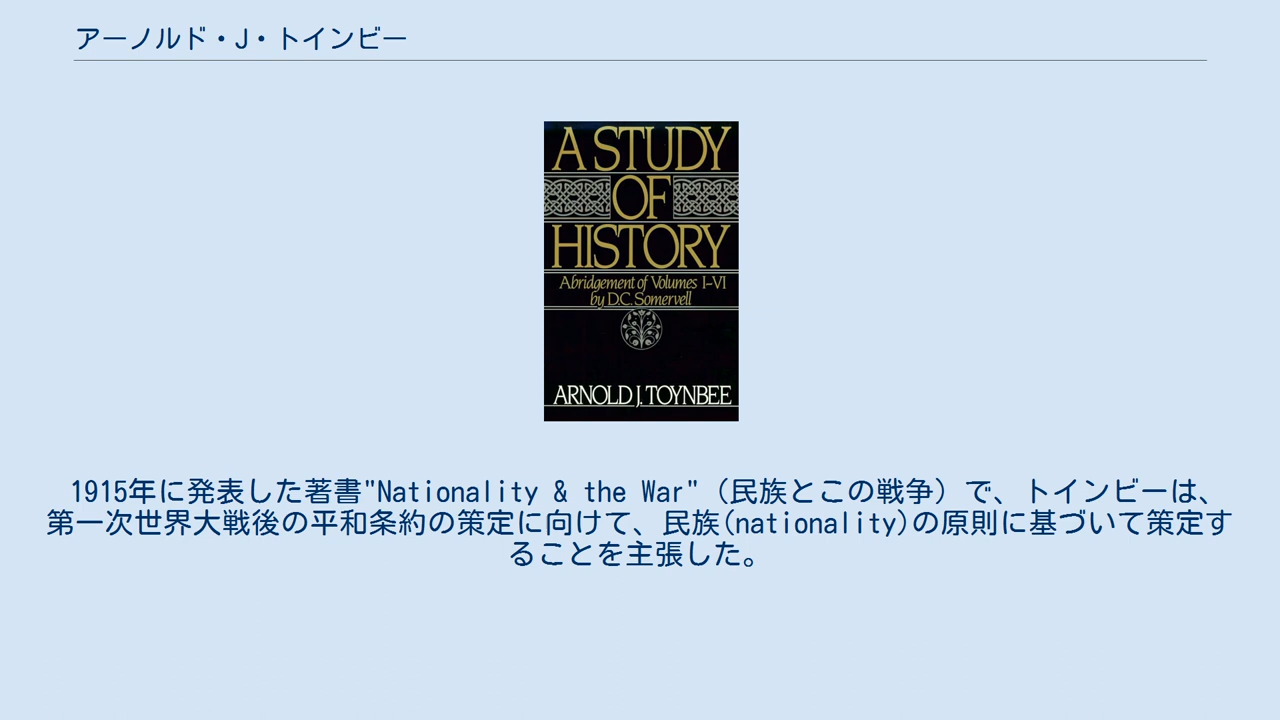 アーノルド・J・トインビー
A STUDY
OF
HISTORY
Abridgement of Volumes I-VI
by D.C. Somervell
ARNOLD J. TOYNBEE
1915年に発表した著書"Nationality & the War"（民族とこの戦争）で、トインビーは、
第一次世界大戦後の平和条約の策定に向けて、民族(nationality)の原則に基づいて策定す
ることを主張した。